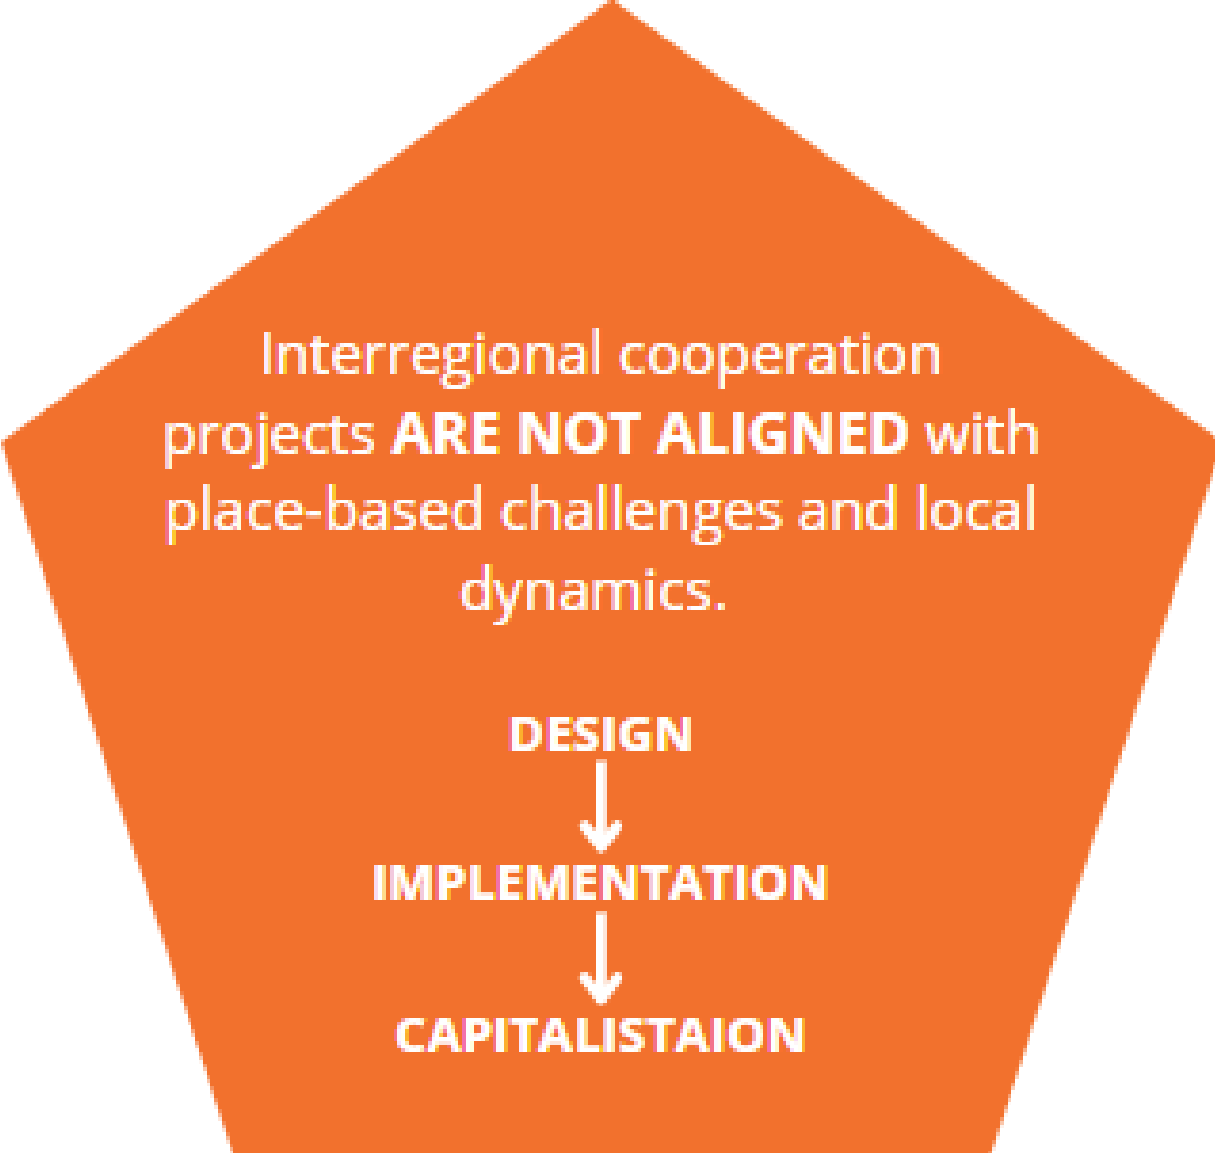 Interregional cooperation
projects ARE NOT ALIGNED with
place-based challenges and local
dynamics.
DESIGN
IMPLEMENTATION
CAPITALISTAION